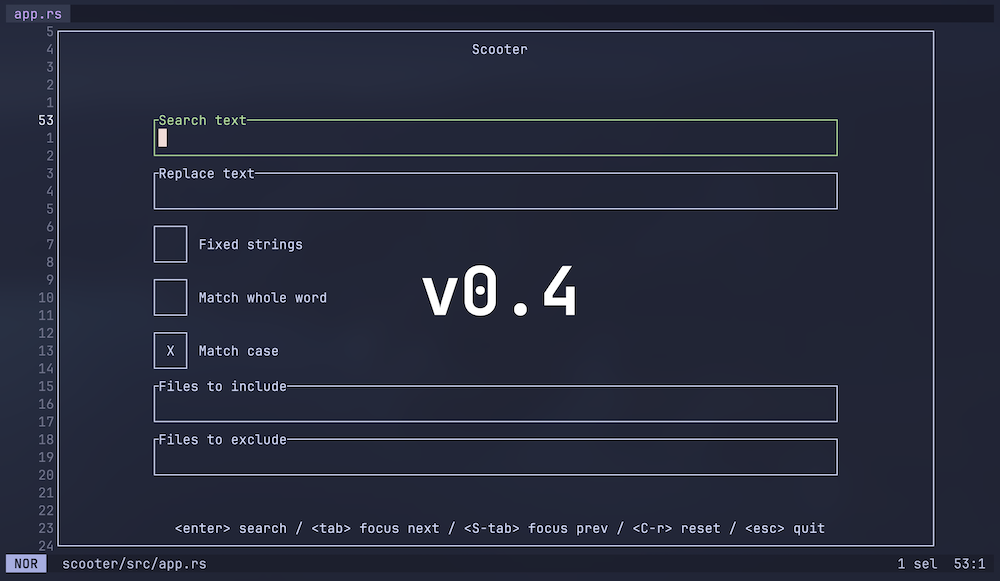 app.rs
5
4 Scooter
3
2
1
53 Search text
1
2
3 Replace text
4
5
6
7 Fixed strings
8
9
10 Match whole word
11
12
13 X Match case
14
15 Files to include
16
17
18 Files to exclude
19
20
21
22
23 <enter> search / <tab> focus next / <S-tab> focus prev / <C-r> reset / <esc> quit
24
v0.4
NOR scooter/src/app.rs 1 sel 53:1